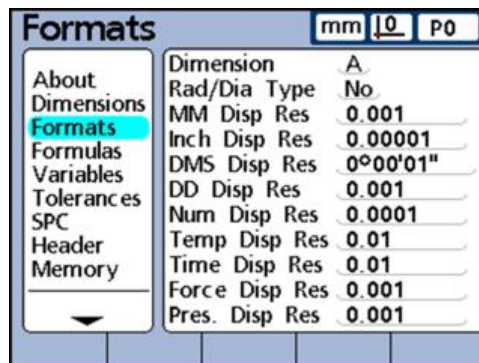 Formats mm 0 P0
About
Dimensions
Formats
Formulas
Variables
Tolerances
SPC
Header
Memory
Dimension A
Rad/Dia Type No
MM Disp Res 0.001
Inch Disp Res 0.00001
DMS Disp Res 0°00'01"
DD Disp Res 0.001
Num Disp Res 0.0001
Temp Disp Res 0.01
Time Disp Res 0.01
Force Disp Res 0.001
Pres. Disp Res 0.001